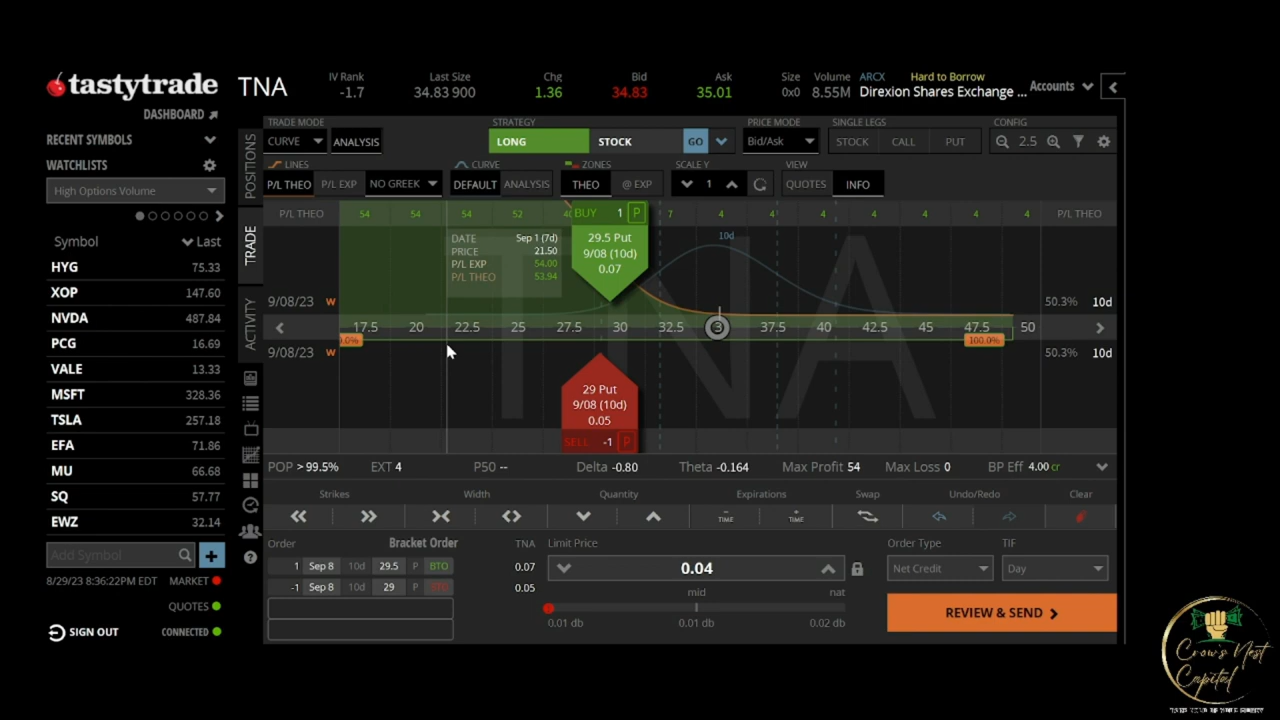 tastytrade
DASHBOARD
RECENT SYMBOLS
WATCHLISTS
High Options Volume
Symbol Last
HYG 75.33
XOP 147.60
NVDA 487.84
PCG 16.69
VALE 13.33
MSFT 328.36
TSLA 257.18
EFA 71.86
MU 66.68
SQ 57.77
EWZ 32.14
Add Symbol
8/29/23 8:36:22PM EDT MARKET
QUOTES
SIGN OUT CONNECTED
POSITIONS
TRADE
ACTIVITY
TNA
IV Rank Last Size Chg Bid Ask Size Volume ARCX Hard to Borrow
-1.7 34.83 900 1.36 34.83 35.01 0x0 8.55M Direxion Shares Exchange ...
Accounts
TRADE MODE STRATEGY PRICE MODE SINGLE LEGS CONFIG
CURVE ANALYSIS LONG STOCK GO Bid/Ask STOCK CALL PUT 2.5
LINES CURVE ZONES SCALE Y VIEW
P/L THEO P/L EXP NO GREEK DEFAULT ANALYSIS THEO @ EXP 1 QUOTES INFO
P/L THEO 54 54 54 52 7 4 4 4 4 4 4 4 P/L THEO
BUY 1 P
29.5 Put
9/08 (10d)
0.07
DATE Sep 1 (7d)
PRICE 21.50
P/L EXP 54.00
P/L THEO 53.94
10d
TNA
9/08/23 W 50.3% 10d
17.5 20 22.5 25 27.5 30 32.5 3 37.5 40 42.5 45 47.5 50
0.0% 100.0%
9/08/23 W 50.3% 10d
29 Put
9/08 (10d)
0.05
SELL -1 P
POP > 99.5% EXT 4 P50 -- Delta -0.80 Theta -0.164 Max Profit 54 Max Loss 0 BP Eff 4.00 cr
Strikes Width Quantity Expirations Swap Undo/Redo Clear
TIME TIME
Order Bracket Order TNA Limit Price Order Type TIF
1 Sep 8 10d 29.5 P BTO 0.07
-1 Sep 8 10d 29 P STO 0.05
0.04
Net Credit Day
mid nat
0.01 db 0.01 db 0.02 db
REVIEW & SEND
Crow's Nest
Capital